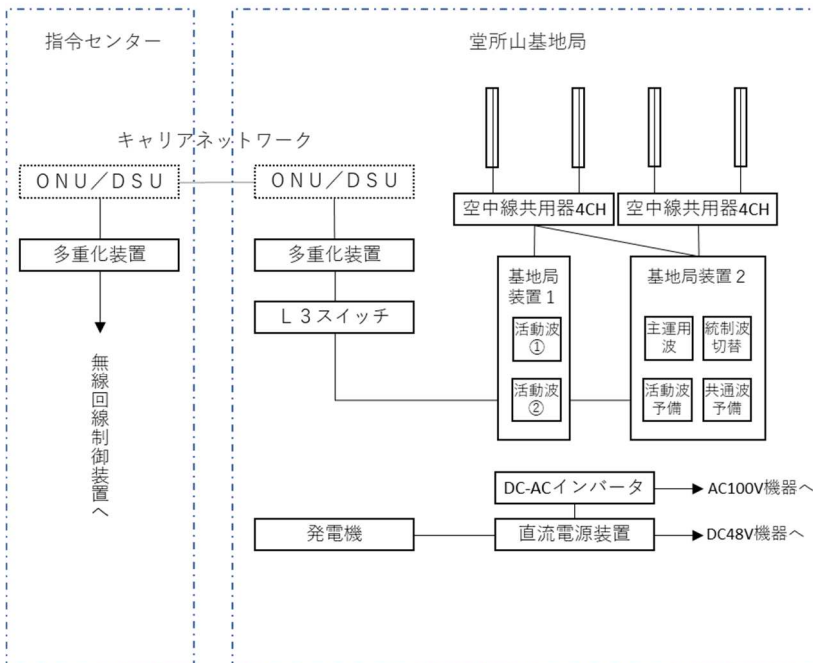 指令センター
堂所山基地局
キャリアネットワーク
ONU／DSU
ONU／DSU
空中線共用器4CH
空中線共用器4CH
多重化装置
多重化装置
L3スイッチ
基地局
装置1
基地局装置2
活動波
①
主運用
波
統制波
切替
活動波
②
活動波
予備
共通波
予備
無線回線制御装置へ
DC-ACインバータ
AC100V機器へ
発電機
直流電源装置
DC48V機器へ